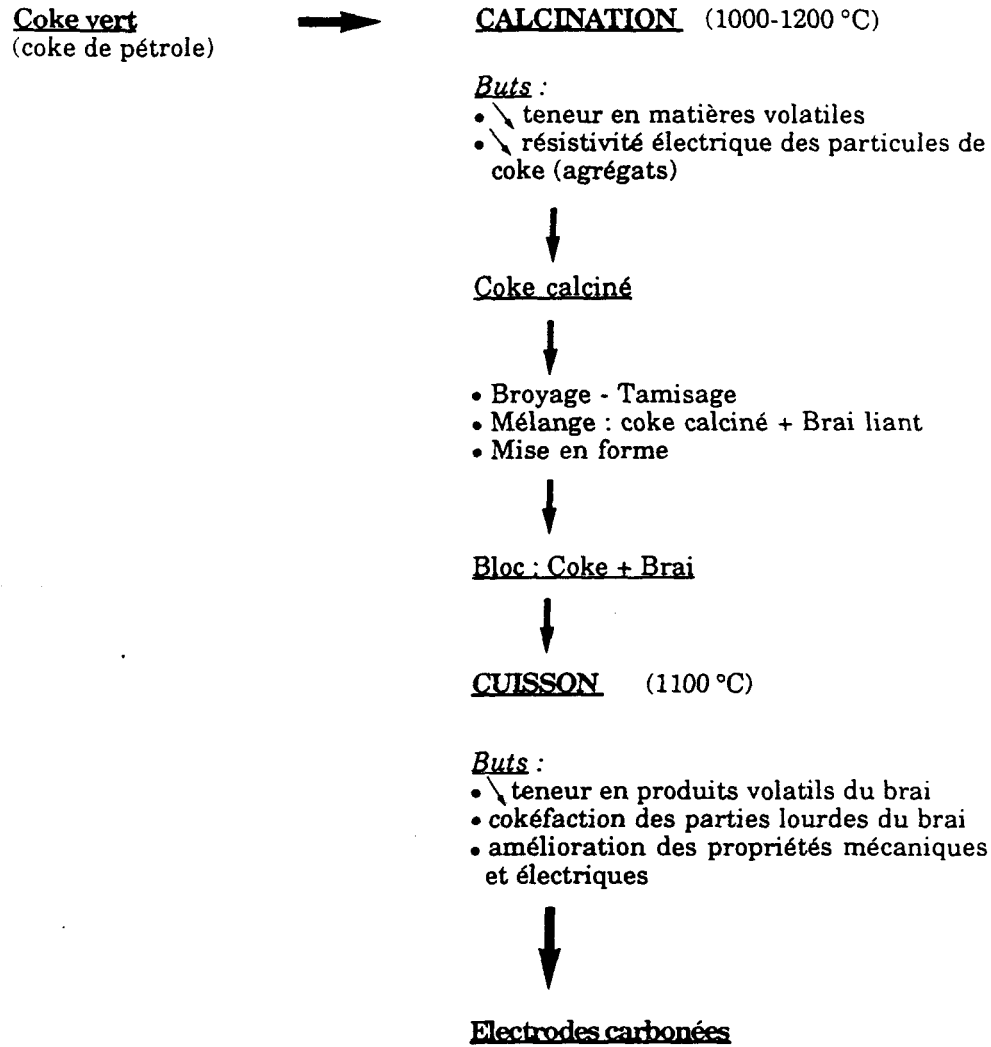 Coke vert
(coke de pétrole)
CALCINATION (1000-1200 °C)
Buts :
• ↘ teneur en matières volatiles
• ↘ résistivité électrique des particules de
coke (agrégats)
Coke calciné
• Broyage - Tamisage
• Mélange : coke calciné + Brai liant
• Mise en forme
Bloc : Coke + Brai
CUISSON (1100 °C)
Buts :
• ↘ teneur en produits volatils du brai
• cokéfaction des parties lourdes du brai
• amélioration des propriétés mécaniques
et électriques
Electrodes carbonées